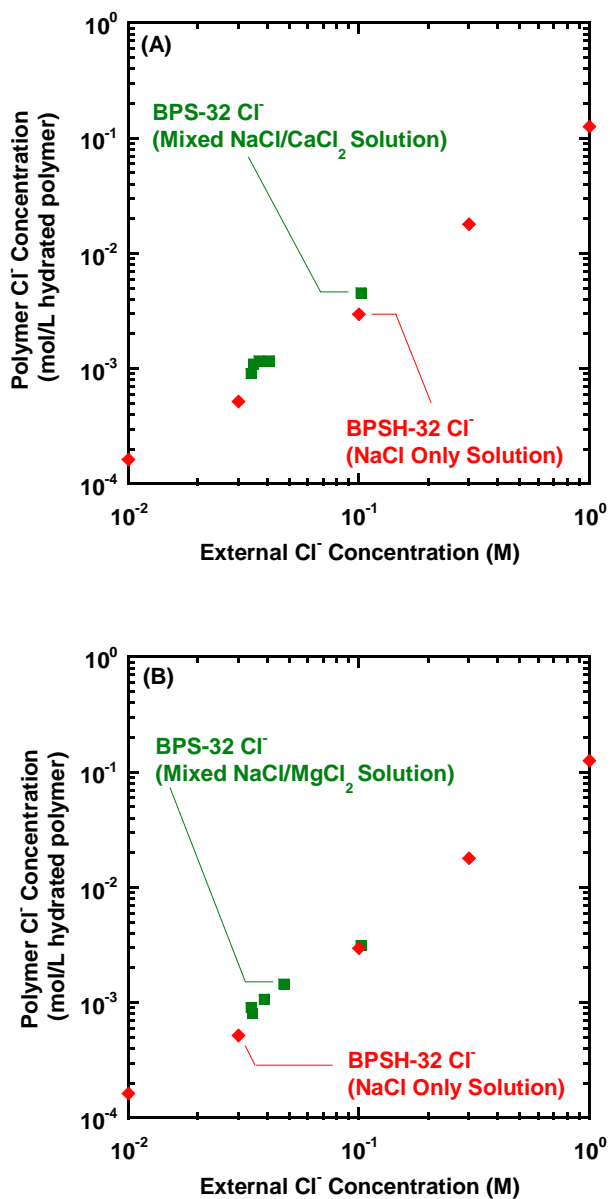 (A)
10⁰
10⁻¹
10⁻²
10⁻³
10⁻⁴
Polymer Cl⁻ Concentration
(mol/L hydrated polymer)
BPS-32 Cl⁻
(Mixed NaCl/CaCl₂ Solution)
BPSH-32 Cl⁻
(NaCl Only Solution)
10⁻²
10⁻¹
10⁰
External Cl⁻ Concentration (M)
(B)
10⁰
10⁻¹
10⁻²
10⁻³
10⁻⁴
Polymer Cl⁻ Concentration
(mol/L hydrated polymer)
BPS-32 Cl⁻
(Mixed NaCl/MgCl₂ Solution)
BPSH-32 Cl⁻
(NaCl Only Solution)
10⁻²
10⁻¹
10⁰
External Cl⁻ Concentration (M)